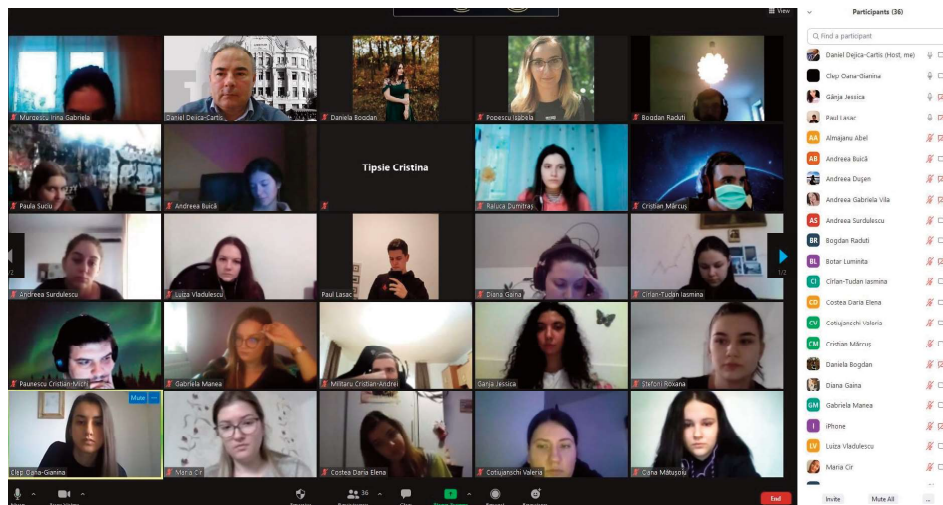 View
Murgescu Irina Gabriela
Daniel Dejica-Cartis
Daniela Bogdan
Popescu Isabela
Bogdan Raduti
Paula Suciu
Andreea Buică
Tipsie Cristina
Raluca Dumitraș
Cristian Mărcuș
Andreea Surdulescu
Luiza Vladulescu
Paul Lasac
Diana Gaina
Cîrlan-Tudan Iasmina
1/2
Paunescu Cristian-Michi
Gabriela Manea
Militaru Cristian-Andrei
Ganja Jessica
Stefoni Roxana
Mute
Clep Oana-Gianina
Maria Cir
Costea Daria Elena
Cotiujanschi Valeria
Oana Mătușoiu
36
End
Participants (36)
Find a participant
Daniel Dejica-Cartis (Host, me)
Clep Oana-Gianina
Gânja Jessica
Paul Lasac
AA Almajanu Abel
AB Andreea Buică
Andreea Dușen
Andreea Gabriela Vila
AS Andreea Surdulescu
BR Bogdan Raduti
BL Botar Luminita
CI Cîrlan-Tudan Iasmina
CD Costea Daria Elena
CV Cotiujanschi Valeria
CM Cristian Mărcuș
Daniela Bogdan
Diana Gaina
GM Gabriela Manea
I iPhone
LV Luiza Vladulescu
Maria Cir
Invite
Mute All
...